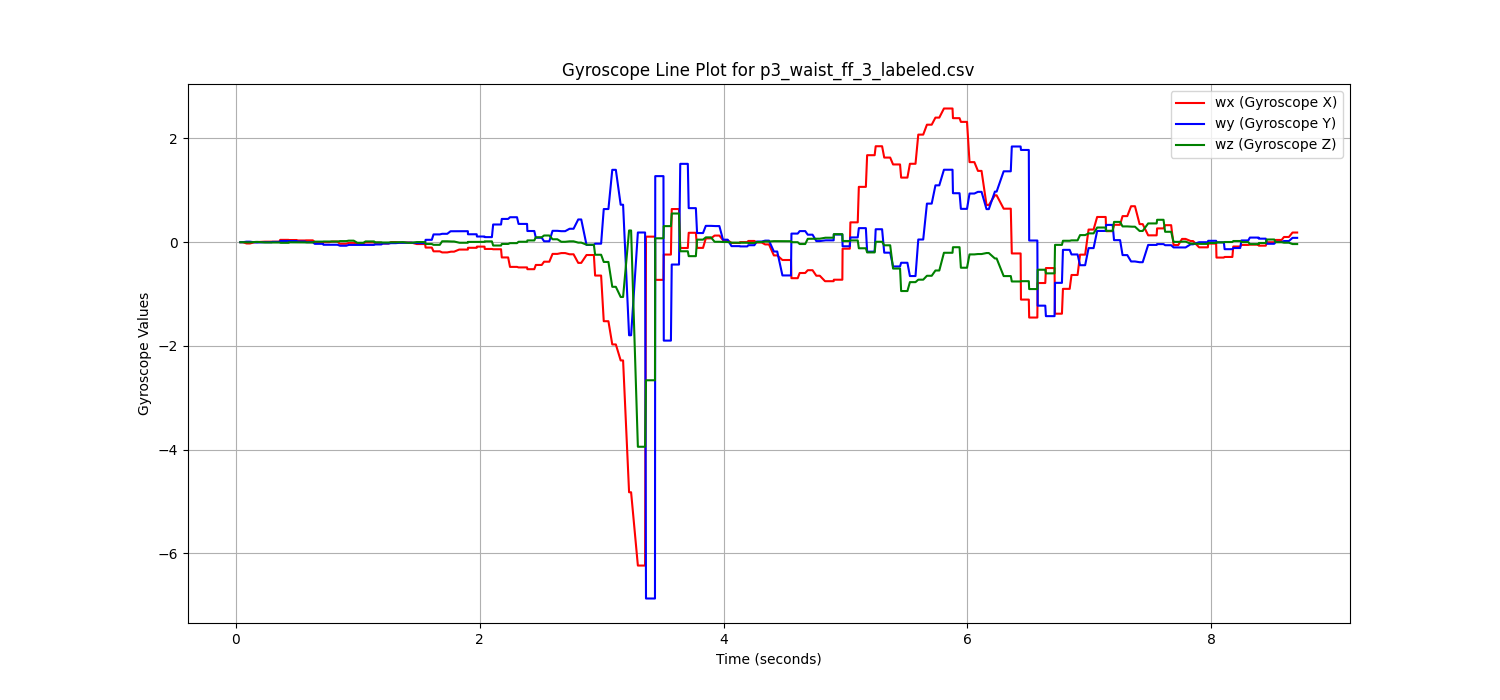 Gyroscope Line Plot for p3_waist_ff_3_labeled.csv
wx (Gyroscope X)
wy (Gyroscope Y)
wz (Gyroscope Z)
Gyroscope Values
2
0
−2
−4
−6
0 2 4 6 8
Time (seconds)